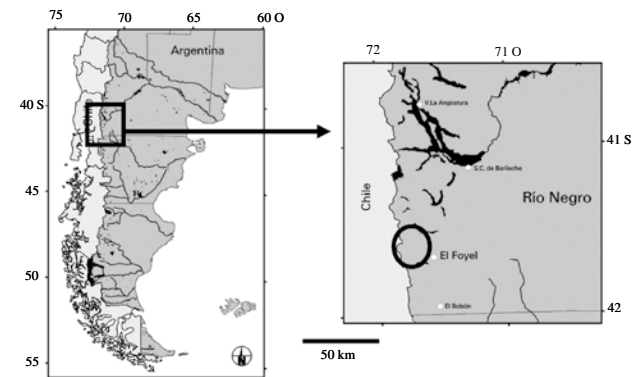 75 70 65 60 O
Argentina
40 S
Chile
45
50
55
N
72 71 O
V.La Angostura
41 S
S.C. de Bariloche
Chile
Río Negro
El Foyel
El Bolsón
42
50 km